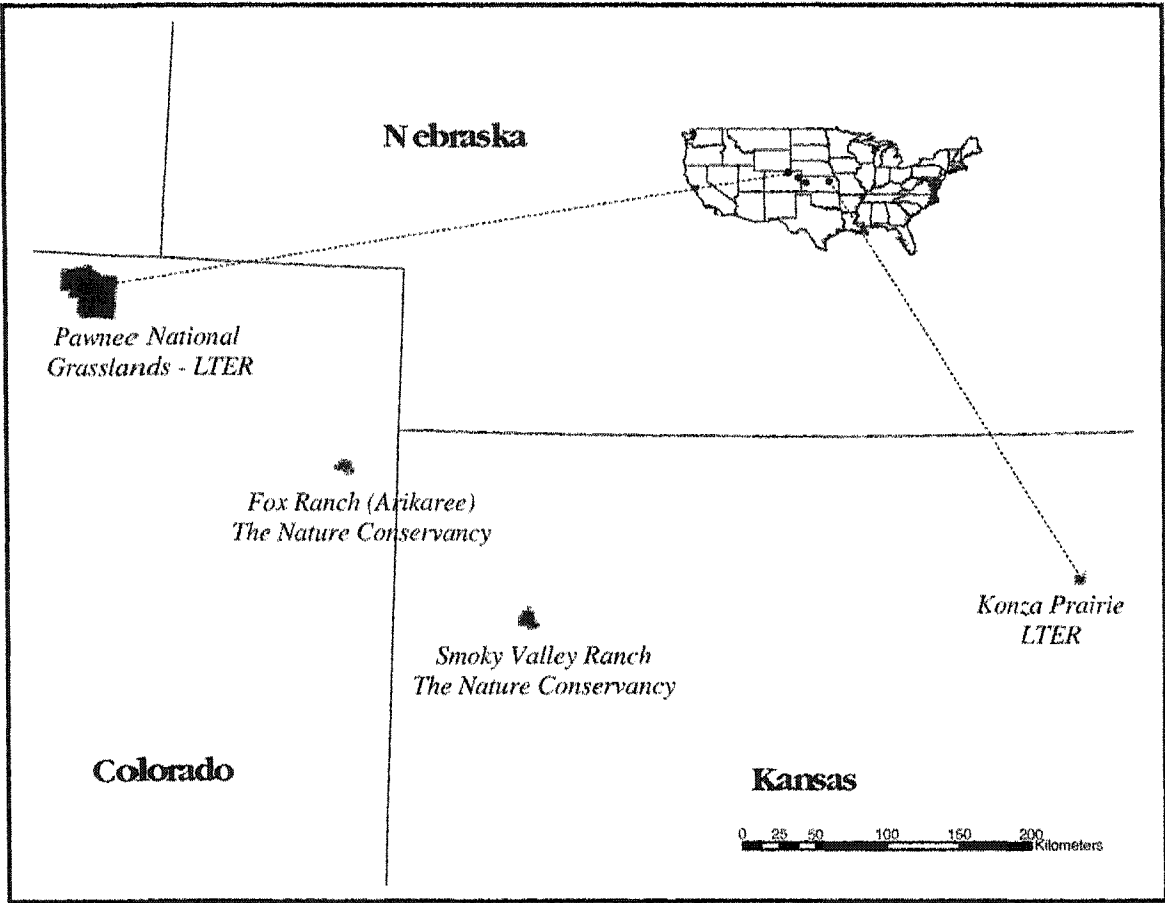 Nebraska
Pawnee National
Grasslands - LTER
Fox Ranch (Arikaree)
The Nature Conservancy
Konza Prairie
LTER
Smoky Valley Ranch
The Nature Conservancy
Colorado
Kansas
0 25 50 100 150 200
Kilometers